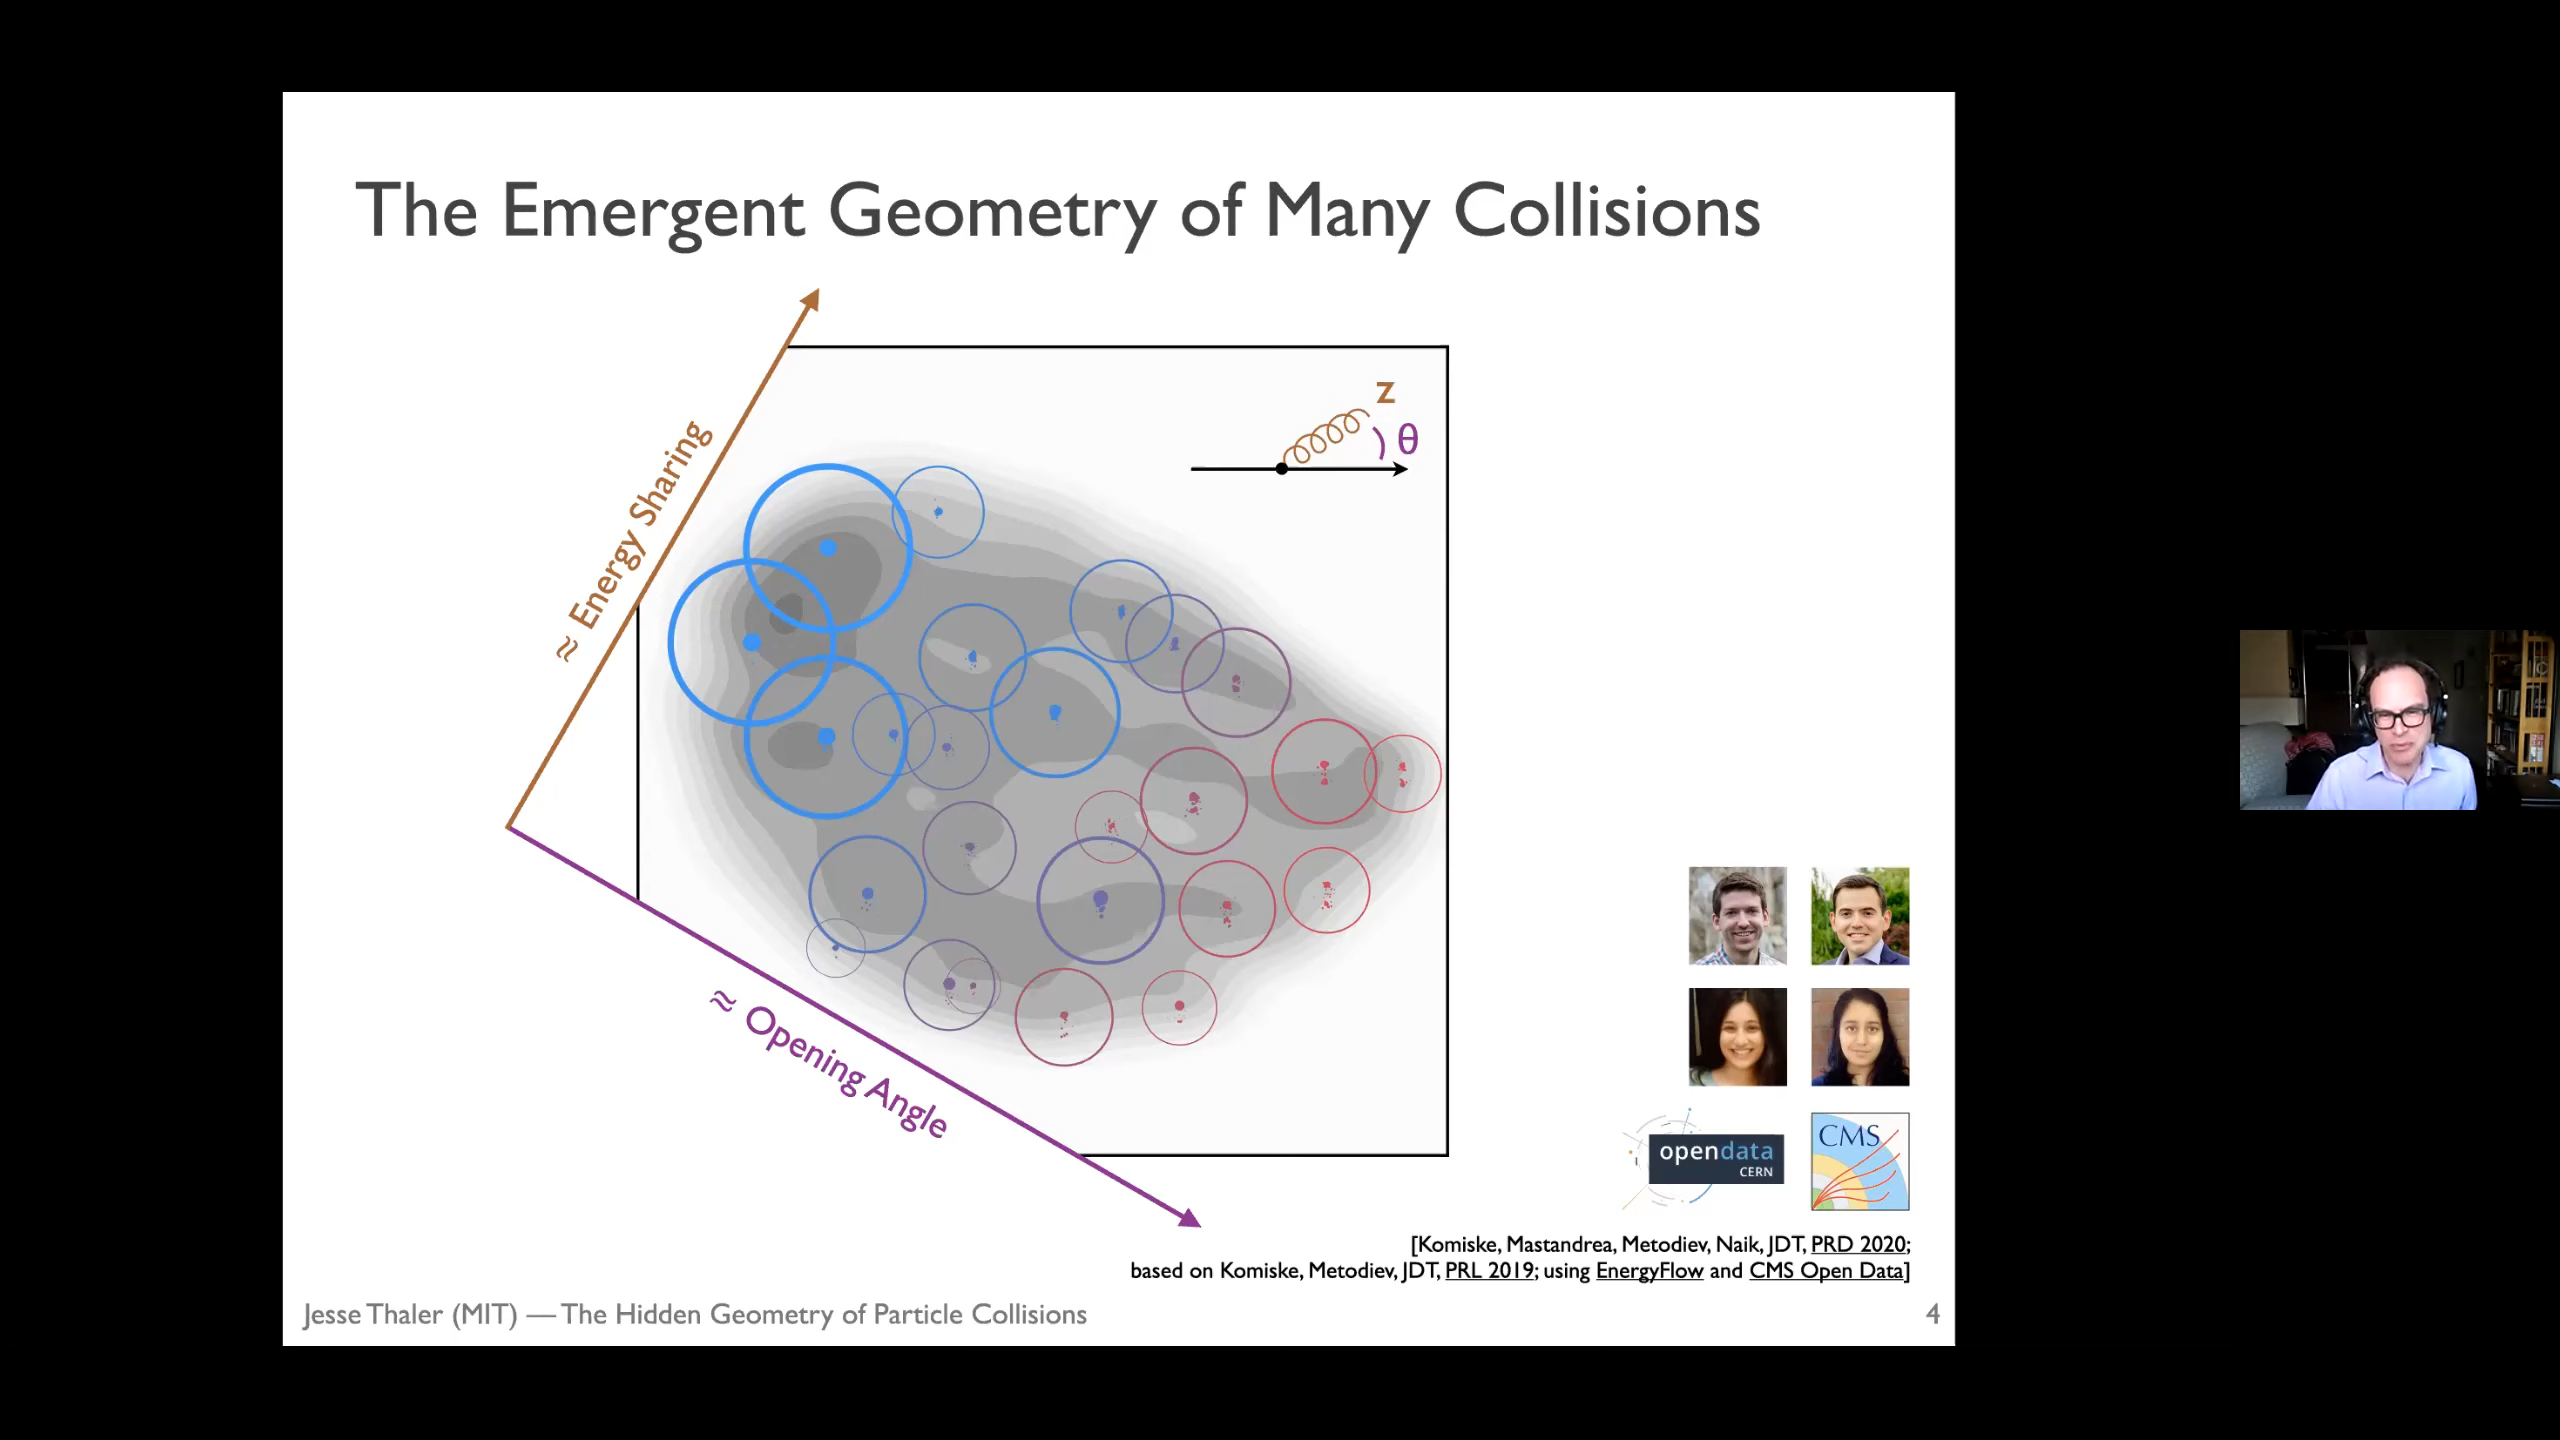 The Emergent Geometry of Many Collisions
≈ Energy Sharing
z
θ
≈ Opening Angle
opendata
CERN
CMS
[Komiske, Mastandrea, Metodiev, Naik, JDT, PRD 2020;
based on Komiske, Metodiev, JDT, PRL 2019; using EnergyFlow and CMS Open Data]
Jesse Thaler (MIT) — The Hidden Geometry of Particle Collisions
4